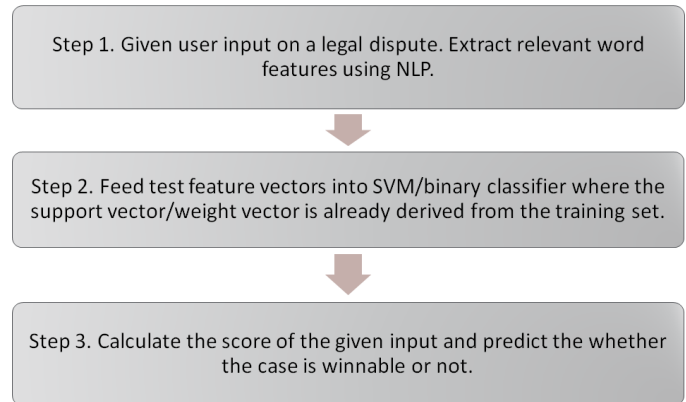 Step 1. Given user input on a legal dispute. Extract relevant word
features using NLP.
Step 2. Feed test feature vectors into SVM/binary classifier where the
support vector/weight vector is already derived from the training set.
Step 3. Calculate the score of the given input and predict the whether
the case is winnable or not.